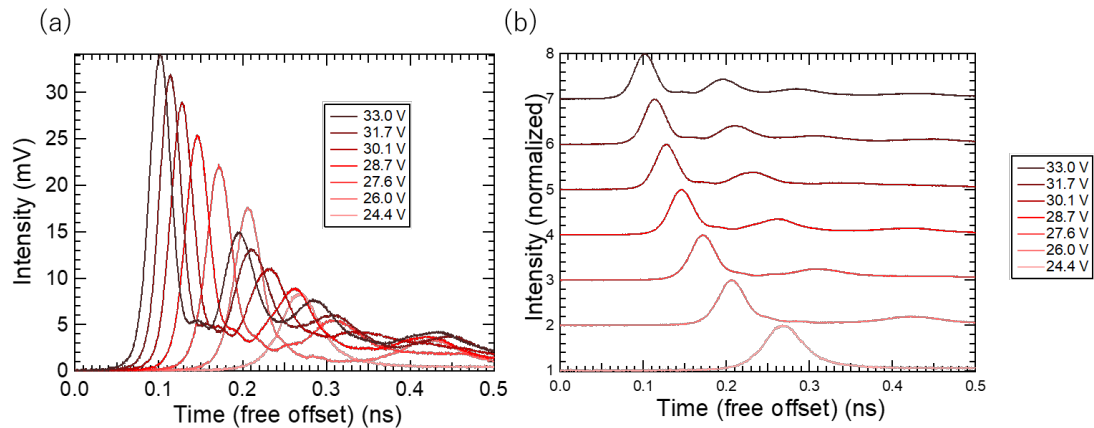 (a)
(b)
Intensity (mV)
30
25
20
15
10
5
0
0.0 0.1 0.2 0.3 0.4 0.5
Time (free offset) (ns)
33.0 V
31.7 V
30.1 V
28.7 V
27.6 V
26.0 V
24.4 V
Intensity (normalized)
8
7
6
5
4
3
2
1
0.0 0.1 0.2 0.3 0.4 0.5
Time (free offset) (ns)
33.0 V
31.7 V
30.1 V
28.7 V
27.6 V
26.0 V
24.4 V